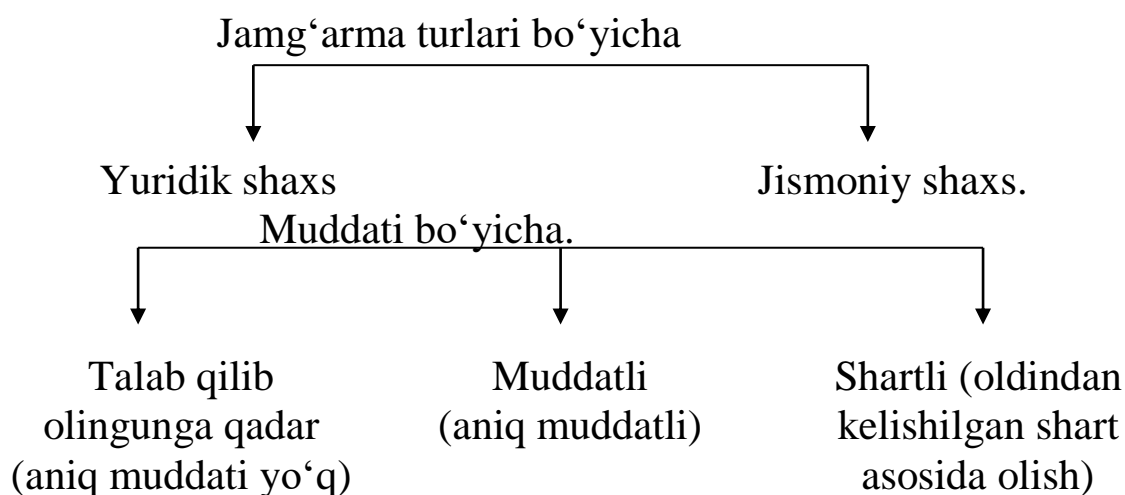 Jamg‘arma turlari bo‘yicha
Yuridik shaxs
Jismoniy shaxs.
Muddati bo‘yicha.
Talab qilib
olingunga qadar
(aniq muddati yo‘q)
Muddatli
(aniq muddatli)
Shartli (oldindan
kelishilgan shart
asosida olish)